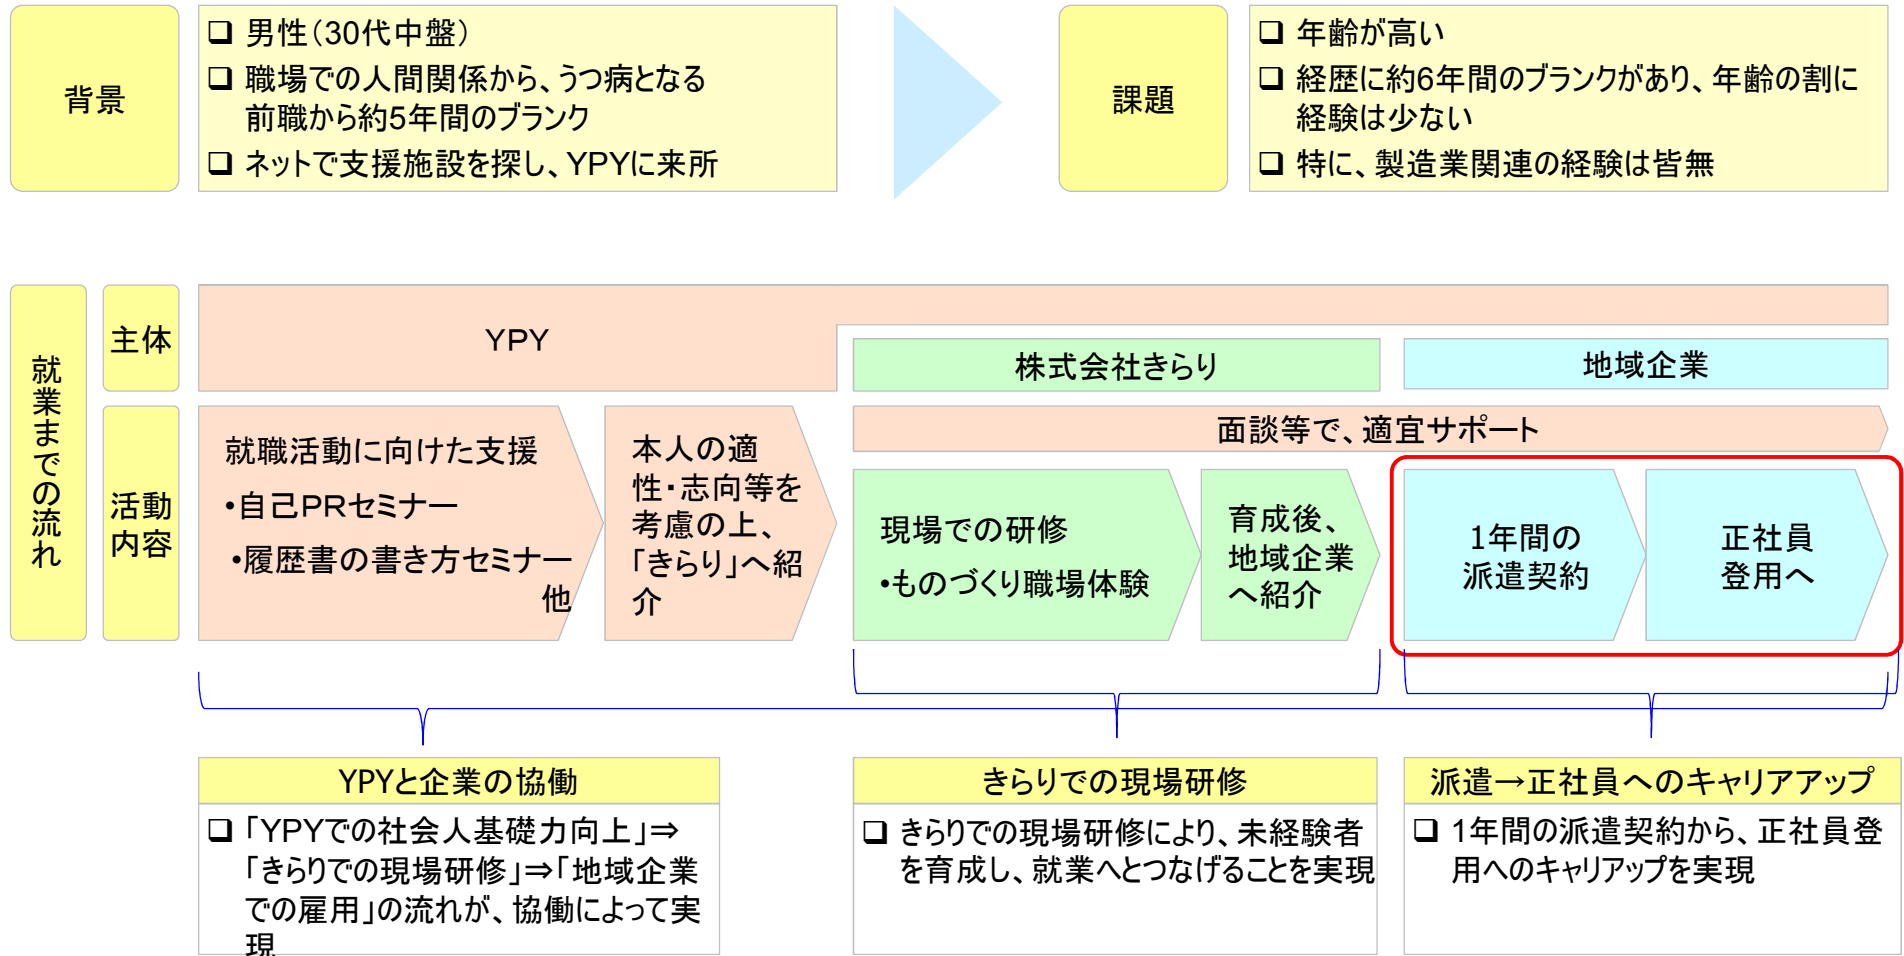 背景
❑ 男性（30代中盤）
❑ 職場での人間関係から、うつ病となる
前職から約5年間のブランク
❑ ネットで支援施設を探し、YPYに来所
課題
❑ 年齢が高い
❑ 経歴に約6年間のブランクがあり、年齢の割に
経験は少ない
❑ 特に、製造業関連の経験は皆無
就業までの流れ
主体
YPY
株式会社きらり
地域企業
活動
内容
面談等で、適宜サポート
就職活動に向けた支援
•自己PRセミナー
•履歴書の書き方セミナー
他
本人の適
性・志向等を
考慮の上、
「きらり」へ紹
介
現場での研修
•ものづくり職場体験
育成後、
地域企業
へ紹介
1年間の
派遣契約
正社員
登用へ
YPYと企業の協働
❑ 「YPYでの社会人基礎力向上」⇒
「きらりでの現場研修」⇒「地域企業
での雇用」の流れが、協働によって実
現
きらりでの現場研修
❑ きらりでの現場研修により、未経験者
を育成し、就業へとつなげることを実現
派遣→正社員へのキャリアアップ
❑ 1年間の派遣契約から、正社員登
用へのキャリアップを実現